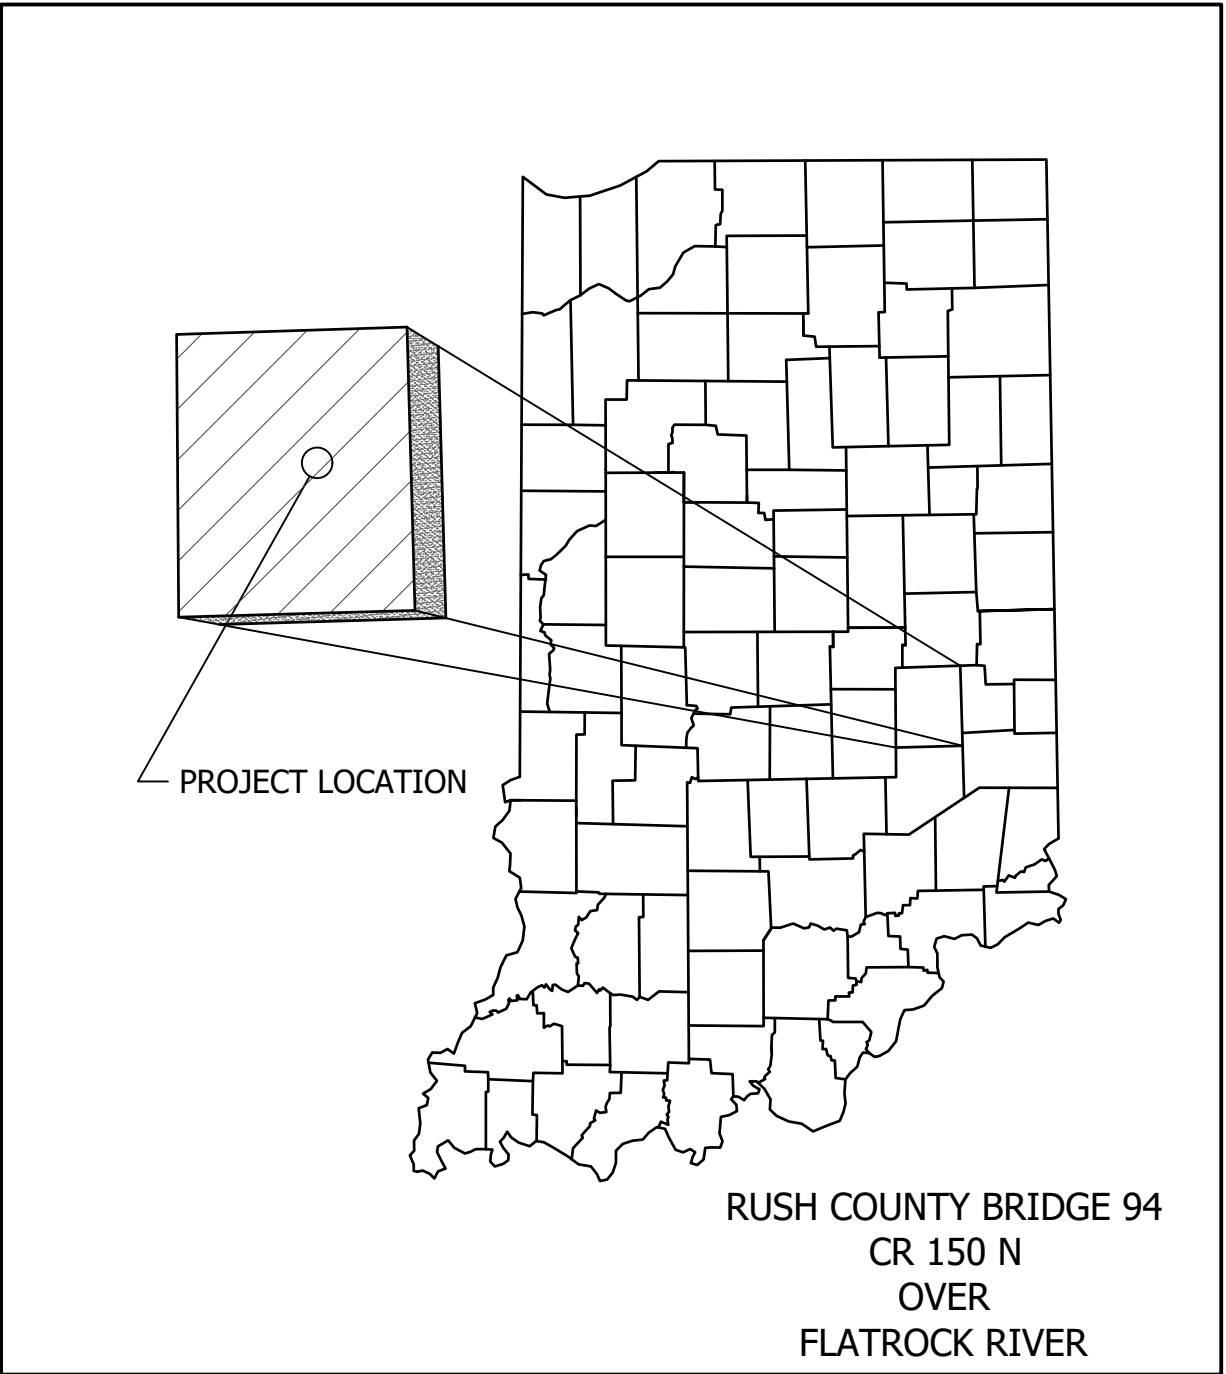 PROJECT LOCATION
RUSH COUNTY BRIDGE 94
CR 150 N
OVER
FLATROCK RIVER